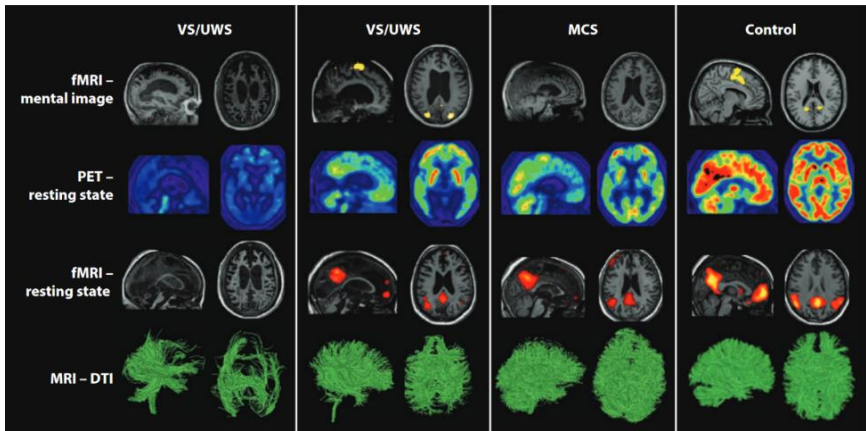 VS/UWS
VS/UWS
MCS
Control
fMRI –
mental image
PET –
resting state
fMRI –
resting state
MRI – DTI